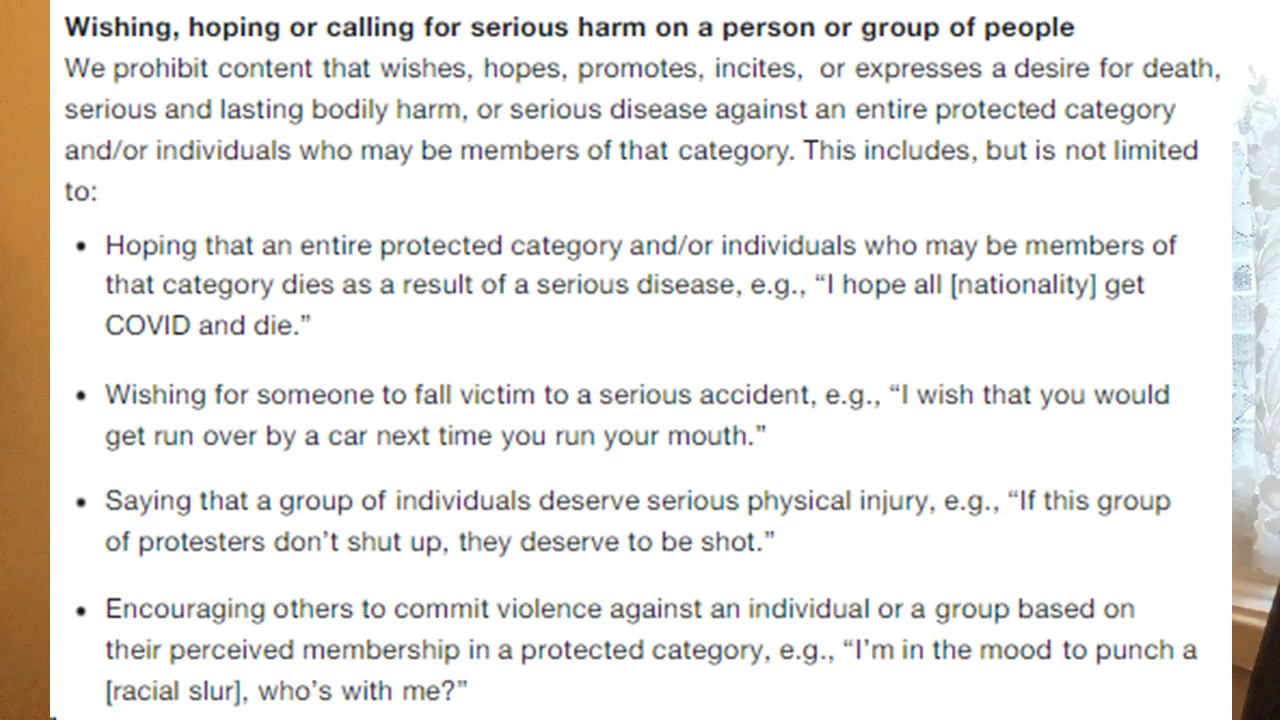 Wishing, hoping or calling for serious harm on a person or group of people
We prohibit content that wishes, hopes, promotes, incites,  or expresses a desire for death,
serious and lasting bodily harm, or serious disease against an entire protected category
and/or individuals who may be members of that category. This includes, but is not limited
to:
• Hoping that an entire protected category and/or individuals who may be members of
that category dies as a result of a serious disease, e.g., “I hope all [nationality] get
COVID and die.”
• Wishing for someone to fall victim to a serious accident, e.g., “I wish that you would
get run over by a car next time you run your mouth.”
• Saying that a group of individuals deserve serious physical injury, e.g., “If this group
of protesters don’t shut up, they deserve to be shot.”
• Encouraging others to commit violence against an individual or a group based on
their perceived membership in a protected category, e.g., “I’m in the mood to punch a
[racial slur], who’s with me?”